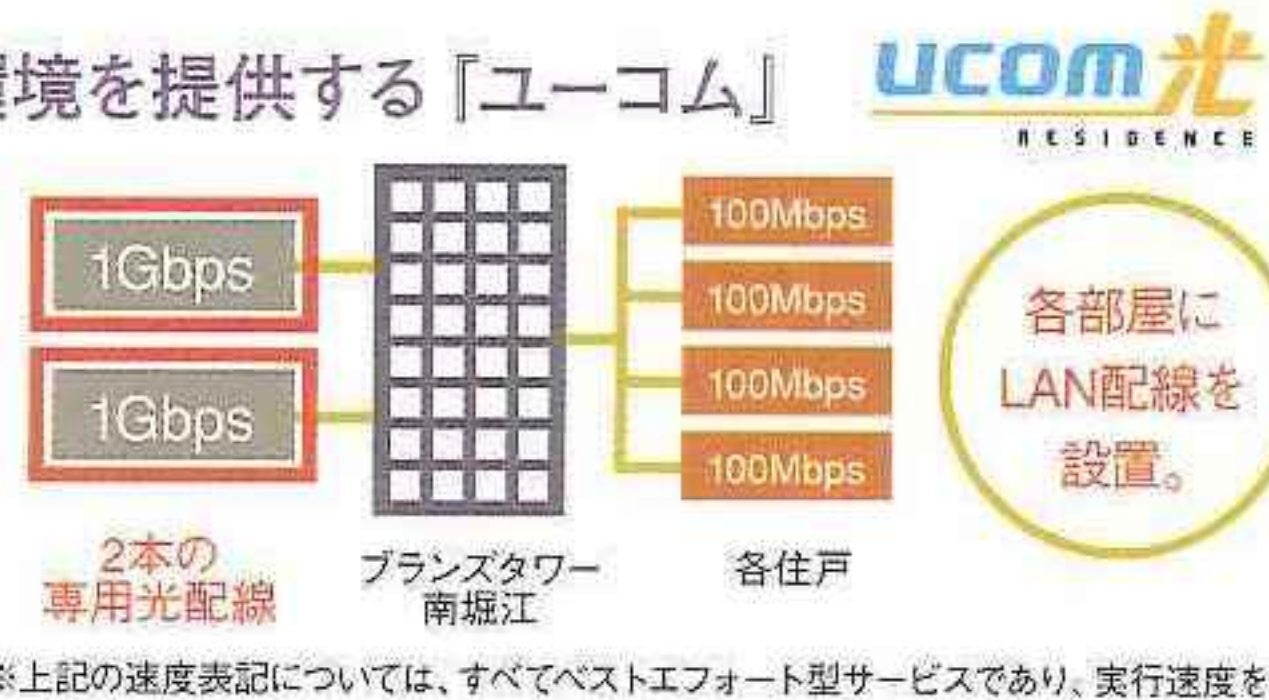 境を提供する『ユーコム』
ucom光
RESIDENCE
1Gbps
1Gbps
100Mbps
100Mbps
100Mbps
100Mbps
各部屋に
LAN配線を
設置。
2本の
専用光配線
ブランズタワー
南堀江
各住戸
※上記の速度表記については、すべてベストエフォート型サービスであり、実行速度を